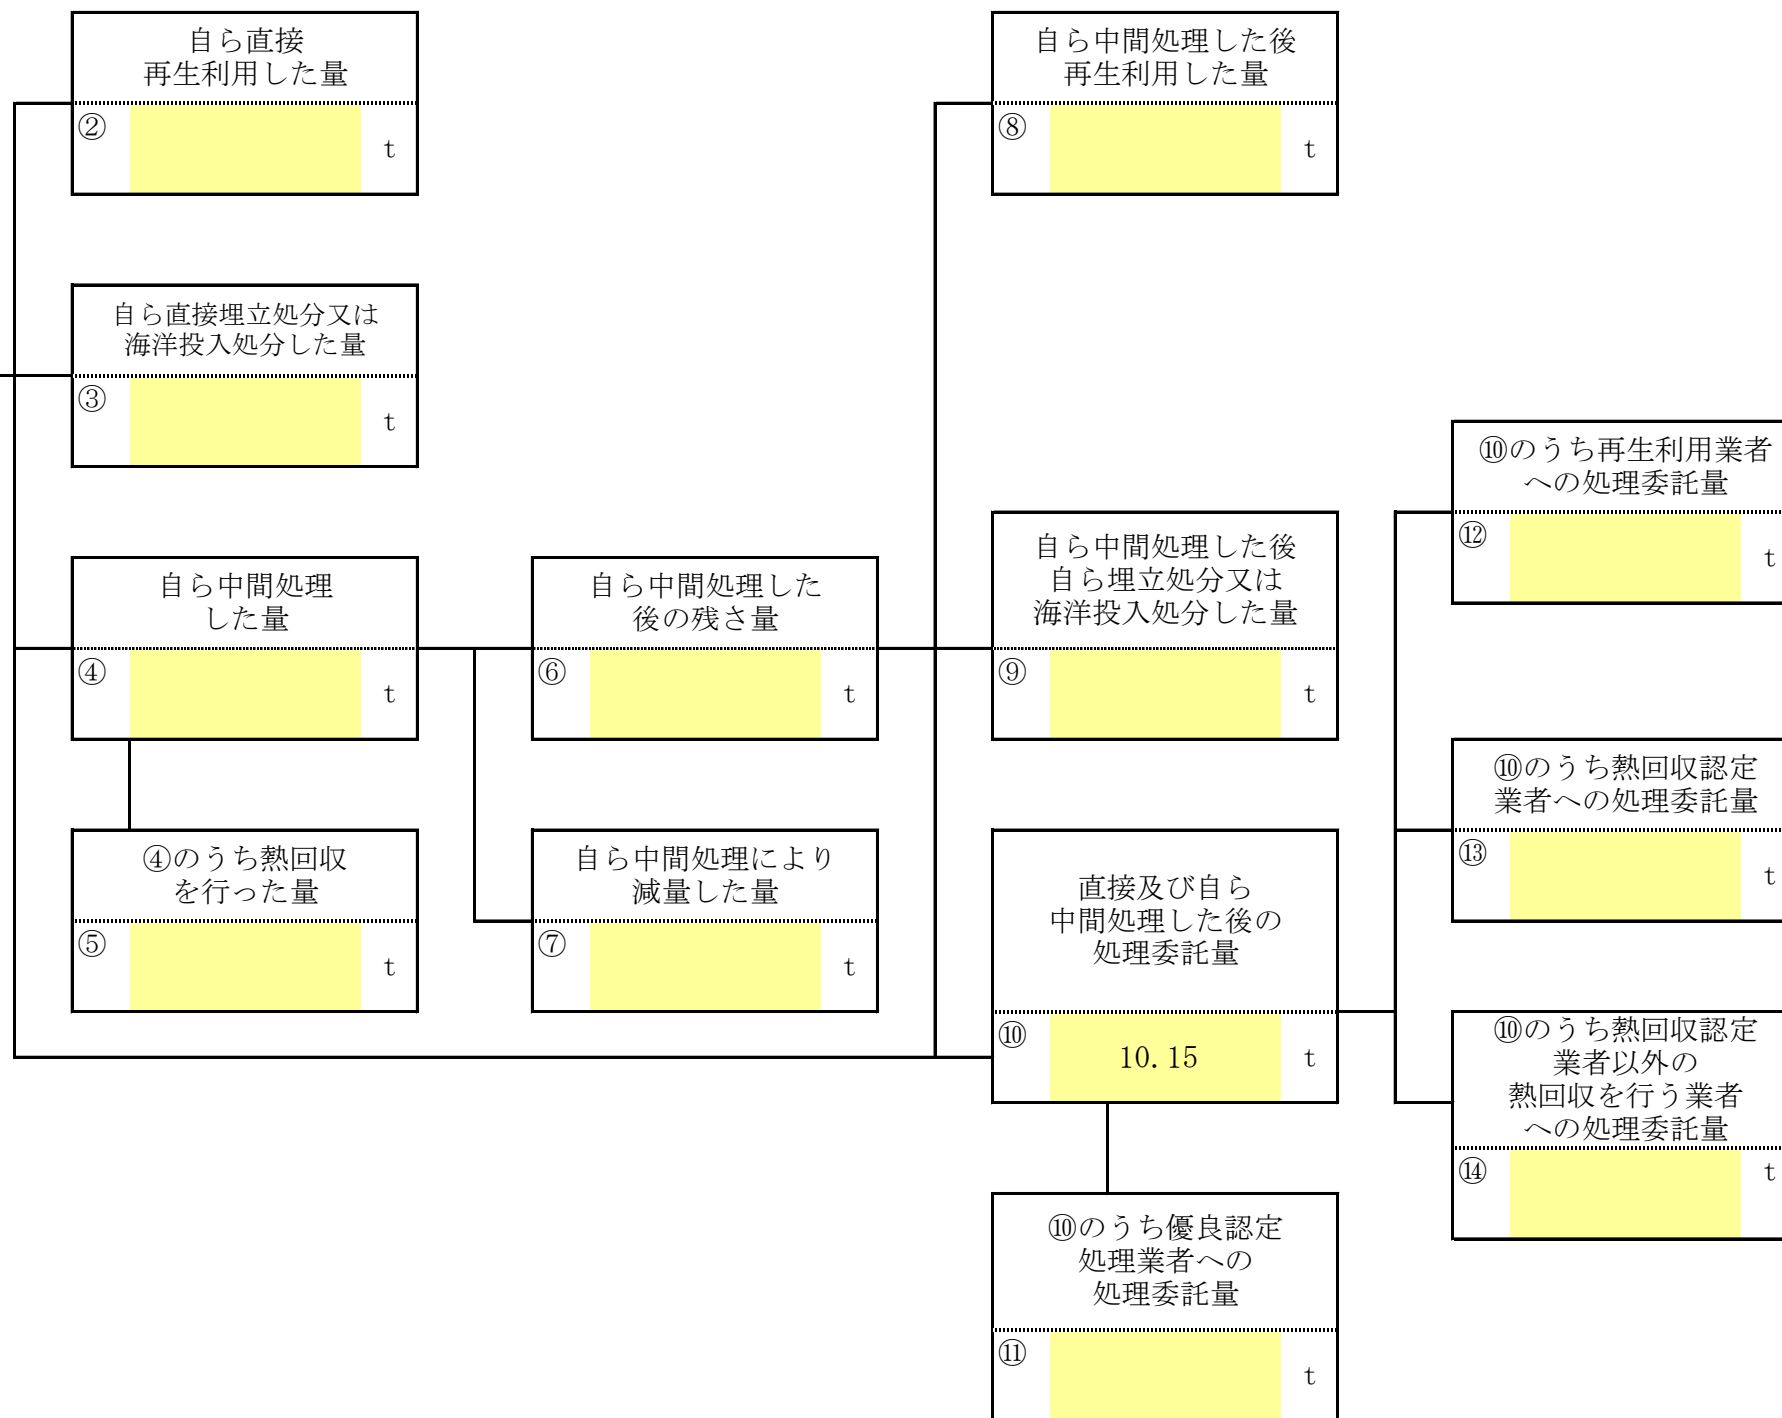 自ら直接
再生利用した量
②
t
自ら中間処理した後
再生利用した量
⑧
t
自ら直接埋立処分又は
海洋投入処分した量
③
t
⑩のうち再生利用業者
への処理委託量
⑫
t
自ら中間処理
した量
④
t
自ら中間処理した
後の残さ量
⑥
t
自ら中間処理した後
自ら埋立処分又は
海洋投入処分した量
⑨
t
⑩のうち熱回収認定
業者への処理委託量
⑬
t
④のうち熱回収
を行った量
⑤
t
自ら中間処理により
減量した量
⑦
t
直接及び自ら
中間処理した後の
処理委託量
⑩
10.15
t
⑩のうち熱回収認定
業者以外の
熱回収を行う業者
への処理委託量
⑭
t
⑩のうち優良認定
処理業者への
処理委託量
⑪
t